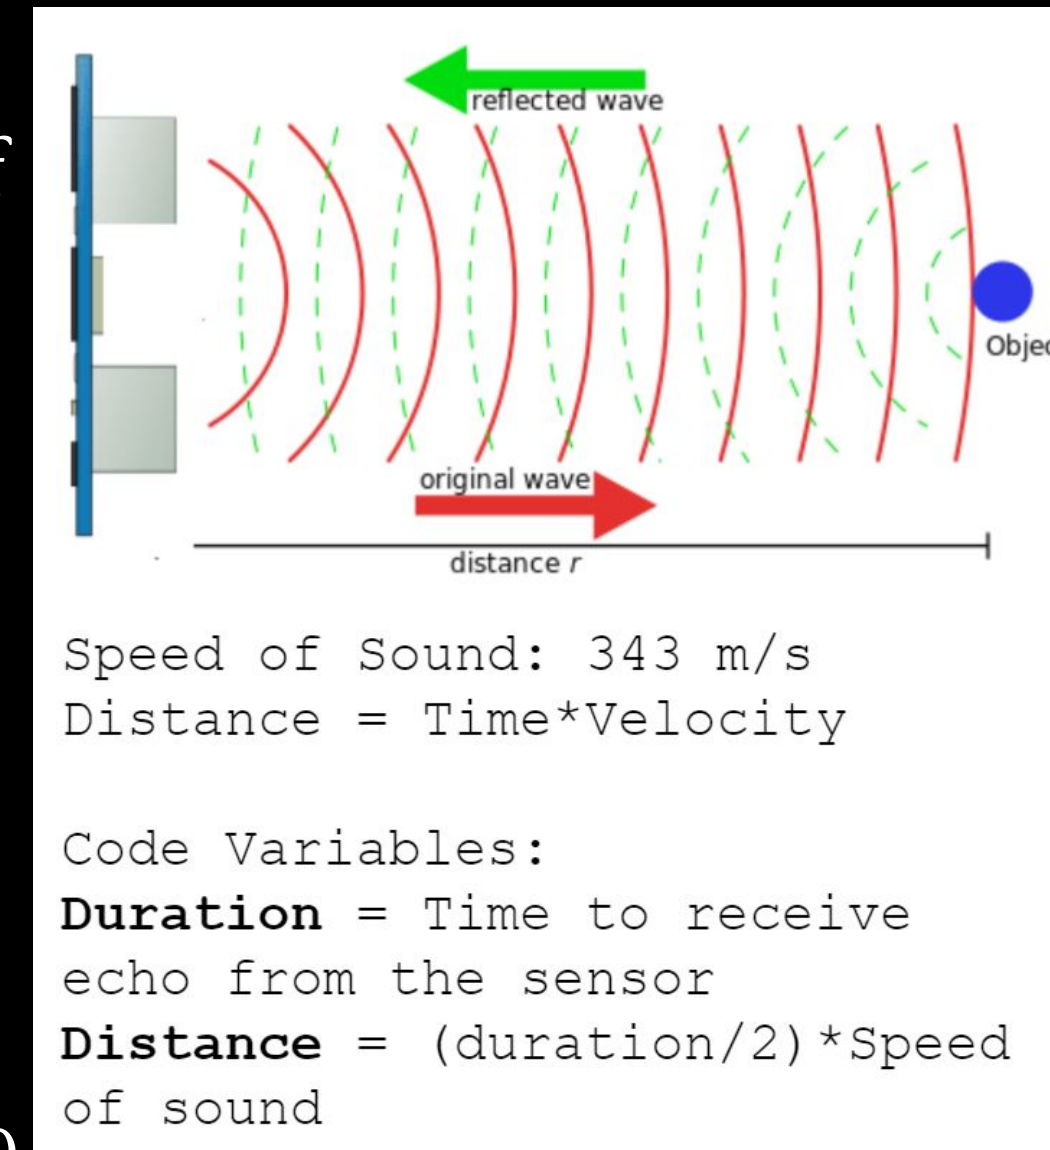 reflected wave
Objec
original wave
distance r
Speed of Sound: 343 m/s
Distance = Time*Velocity
Code Variables:
Duration = Time to receive
echo from the sensor
Distance = (duration/2)*Speed
of sound